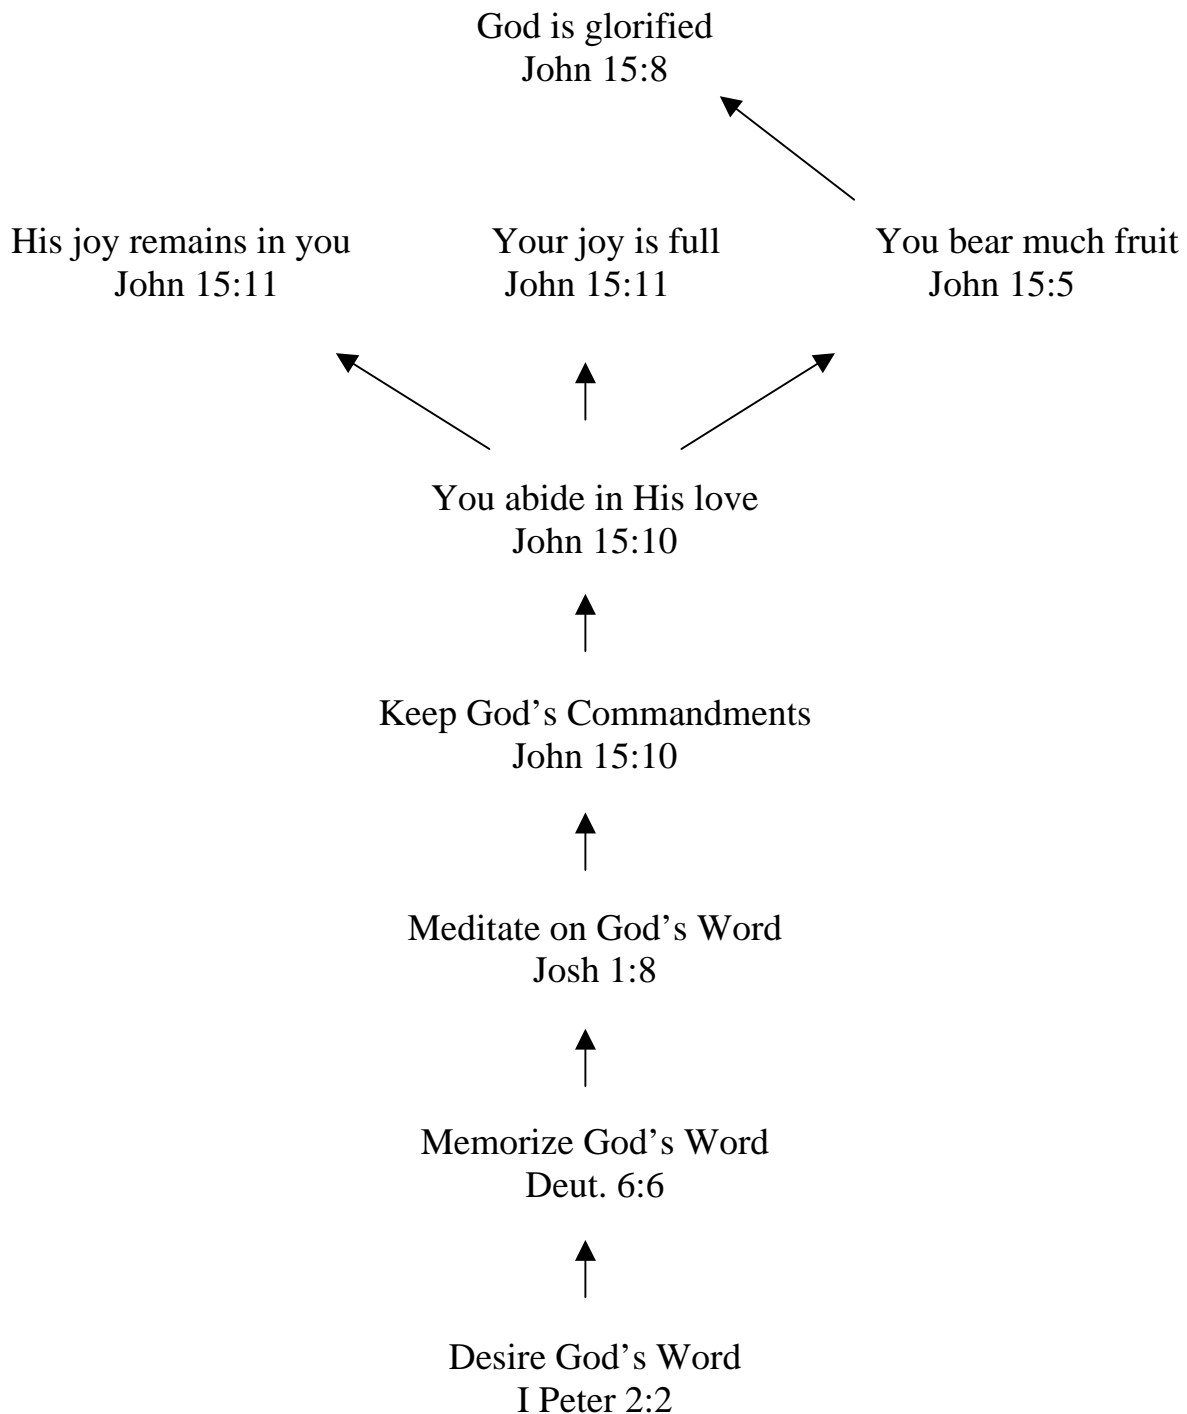 God is glorified
John 15:8
His joy remains in you
John 15:11
Your joy is full
John 15:11
You bear much fruit
John 15:5
You abide in His love
John 15:10
Keep God’s Commandments
John 15:10
Meditate on God’s Word
Josh 1:8
Memorize God’s Word
Deut. 6:6
Desire God’s Word
I Peter 2:2